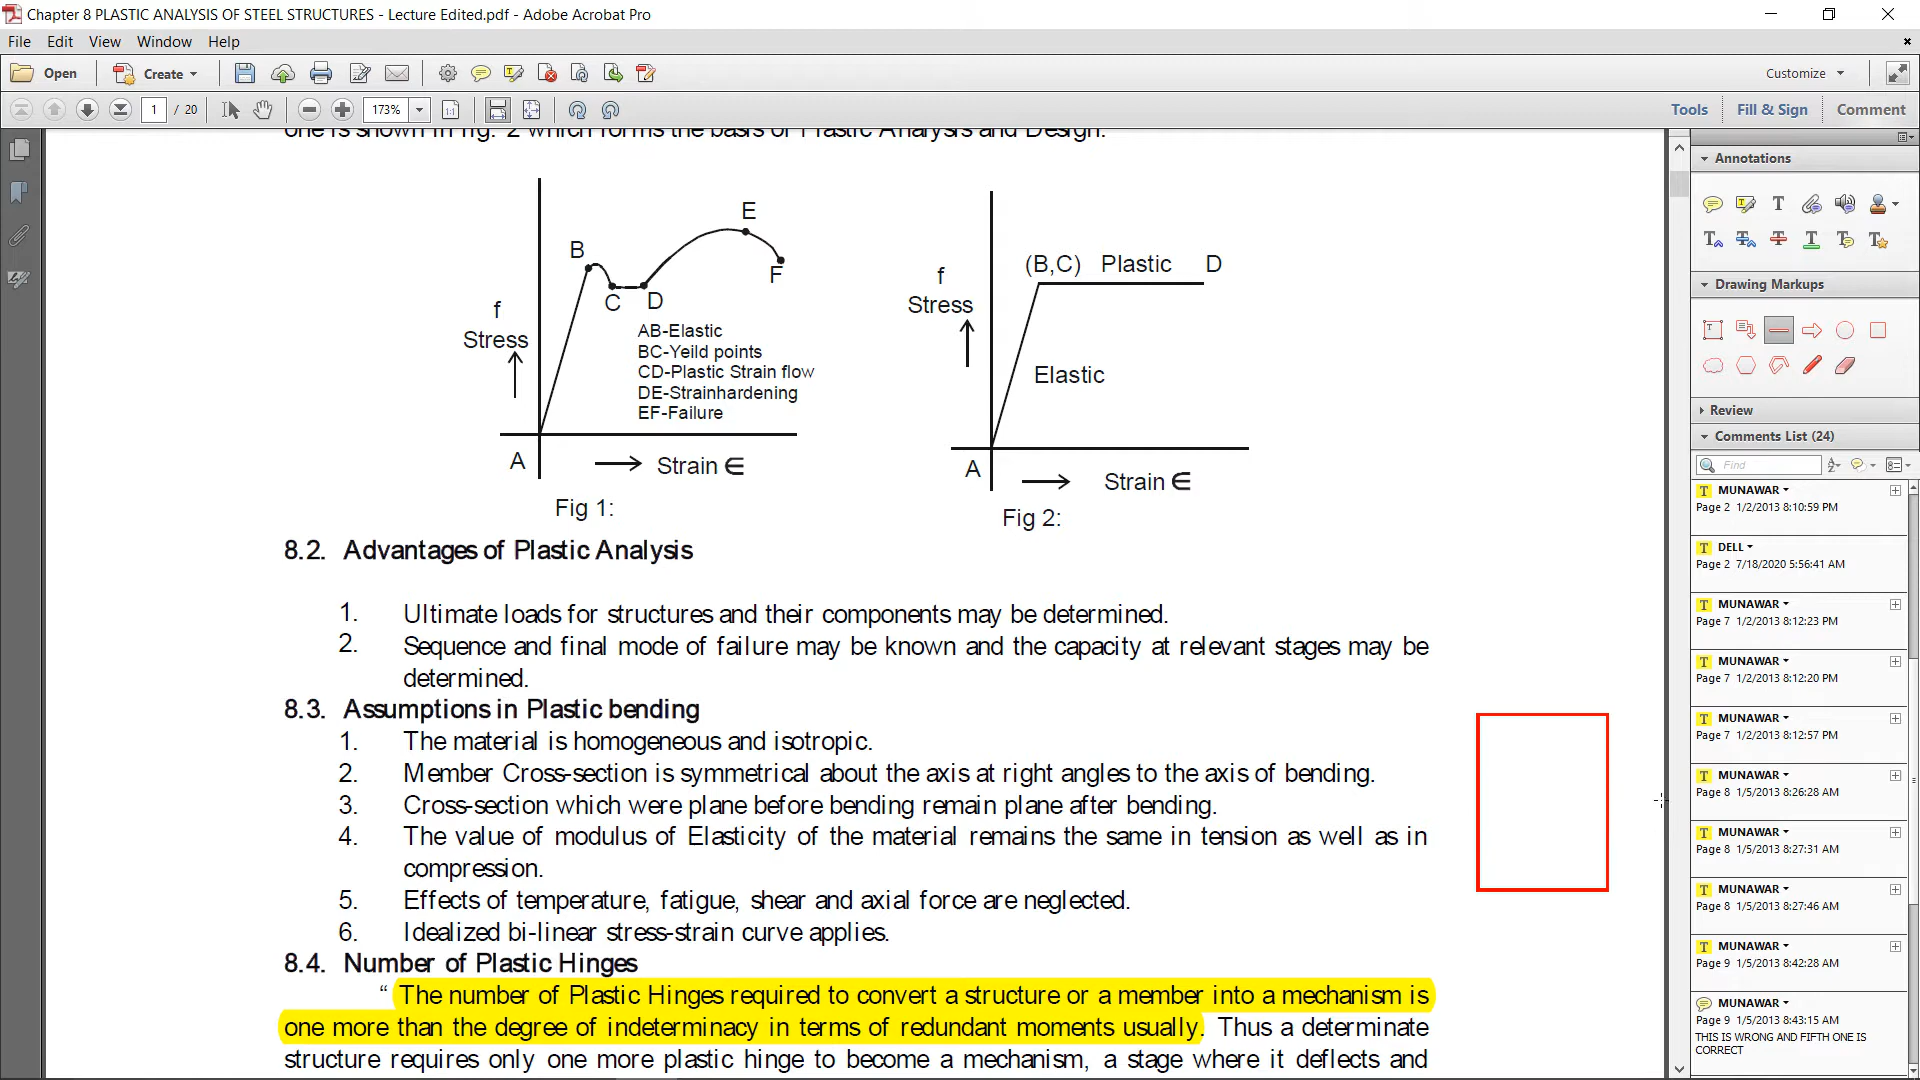 Chapter 8 PLASTIC ANALYSIS OF STEEL STRUCTURES - Lecture Edited.pdf - Adobe Acrobat Pro
File Edit View Window Help
Open Create Customize
1 / 20 173% Tools Fill & Sign Comment
one is shown in fig. 2 which forms the basis of Plastic Analysis and Design.
E
B
F
C D
f
Stress
AB-Elastic
BC-Yeild points
CD-Plastic Strain flow
DE-Strainhardening
EF-Failure
A
Strain ∈
Fig 1:
(B,C) Plastic D
f
Stress
Elastic
A
Strain ∈
Fig 2:
8.2. Advantages of Plastic Analysis
1. Ultimate loads for structures and their components may be determined.
2. Sequence and final mode of failure may be known and the capacity at relevant stages may be
determined.
8.3. Assumptions in Plastic bending
1. The material is homogeneous and isotropic.
2. Member Cross-section is symmetrical about the axis at right angles to the axis of bending.
3. Cross-section which were plane before bending remain plane after bending.
4. The value of modulus of Elasticity of the material remains the same in tension as well as in
compression.
5. Effects of temperature, fatigue, shear and axial force are neglected.
6. Idealized bi-linear stress-strain curve applies.
8.4. Number of Plastic Hinges
“ The number of Plastic Hinges required to convert a structure or a member into a mechanism is
one more than the degree of indeterminacy in terms of redundant moments usually. Thus a determinate
structure requires only one more plastic hinge to become a mechanism, a stage where it deflects and
Annotations
Drawing Markups
Review
Comments List (24)
Find
MUNAWAR
Page 2 1/2/2013 8:10:59 PM
DELL
Page 2 7/18/2020 5:56:41 AM
MUNAWAR
Page 7 1/2/2013 8:12:23 PM
MUNAWAR
Page 7 1/2/2013 8:12:20 PM
MUNAWAR
Page 7 1/2/2013 8:12:57 PM
MUNAWAR
Page 8 1/5/2013 8:26:28 AM
MUNAWAR
Page 8 1/5/2013 8:27:31 AM
MUNAWAR
Page 8 1/5/2013 8:27:46 AM
MUNAWAR
Page 9 1/5/2013 8:42:28 AM
MUNAWAR
Page 9 1/5/2013 8:43:15 AM
THIS IS WRONG AND FIFTH ONE IS
CORRECT